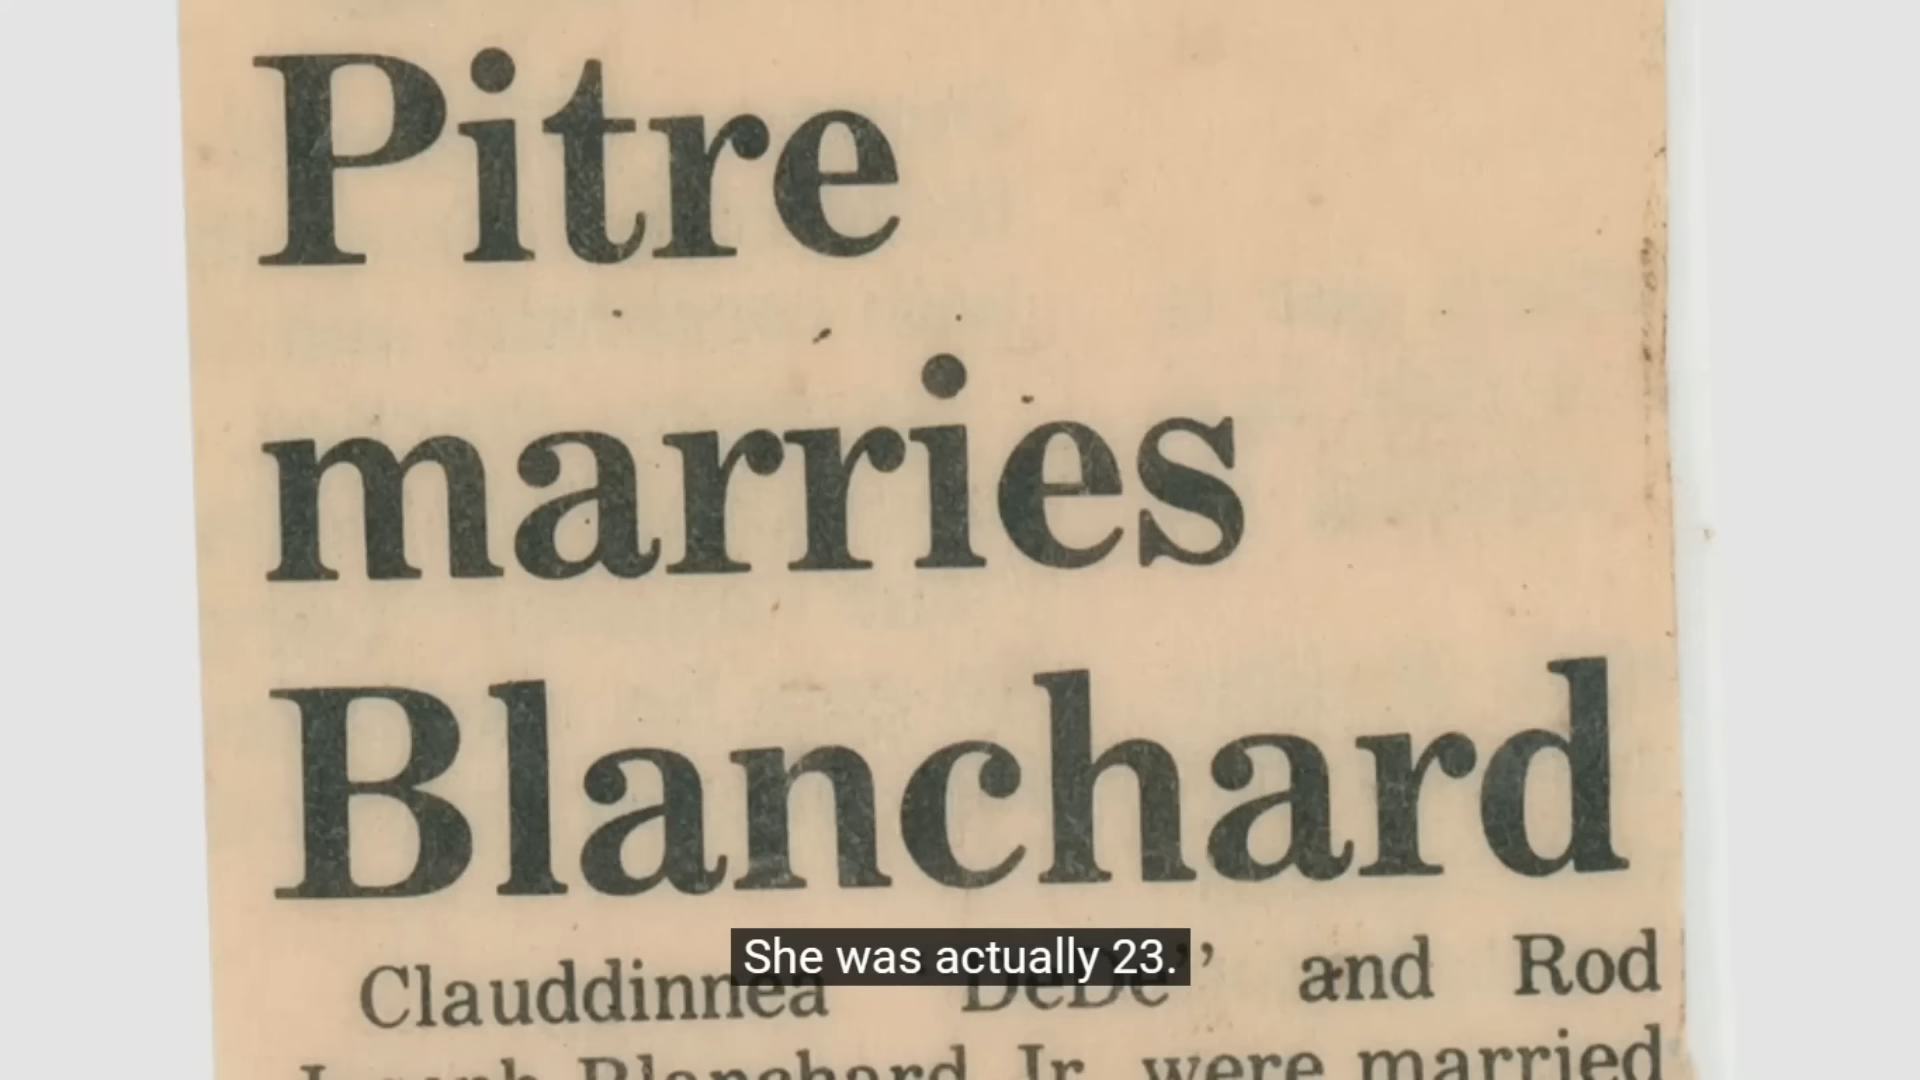 Pitre
marries
Blanchard
She was actually 23.
Clauddinnea "DeDe" and Rod
Joseph Blanchard Jr. were married